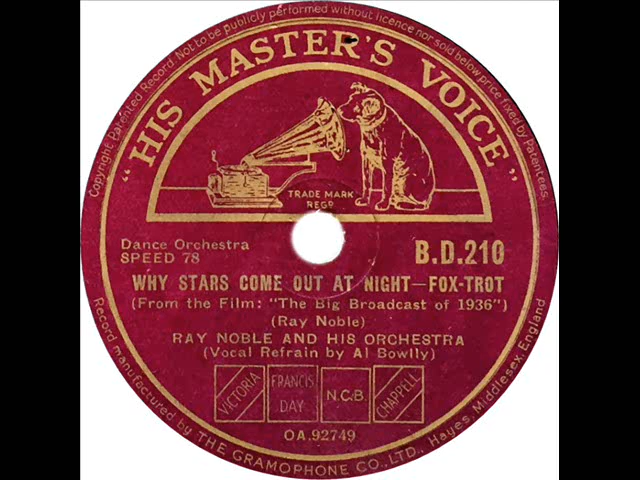 Copyright Patented Record. Not to be publicly performed without licence nor sold below price fixed by Patentees.
"HIS MASTER'S VOICE"
TRADE MARK
REGD
Dance Orchestra
SPEED 78
B.D.210
WHY STARS COME OUT AT NIGHT—FOX-TROT
(From the Film: "The Big Broadcast of 1936")
(Ray Noble)
RAY NOBLE AND HIS ORCHESTRA
(Vocal Refrain by Al Bowlly)
VICTORIA
FRANCIS DAY
N.C.B.
CHAPPELL
OA.92749
Record manufactured by THE GRAMOPHONE CO., LTD., Hayes, Middlesex, England